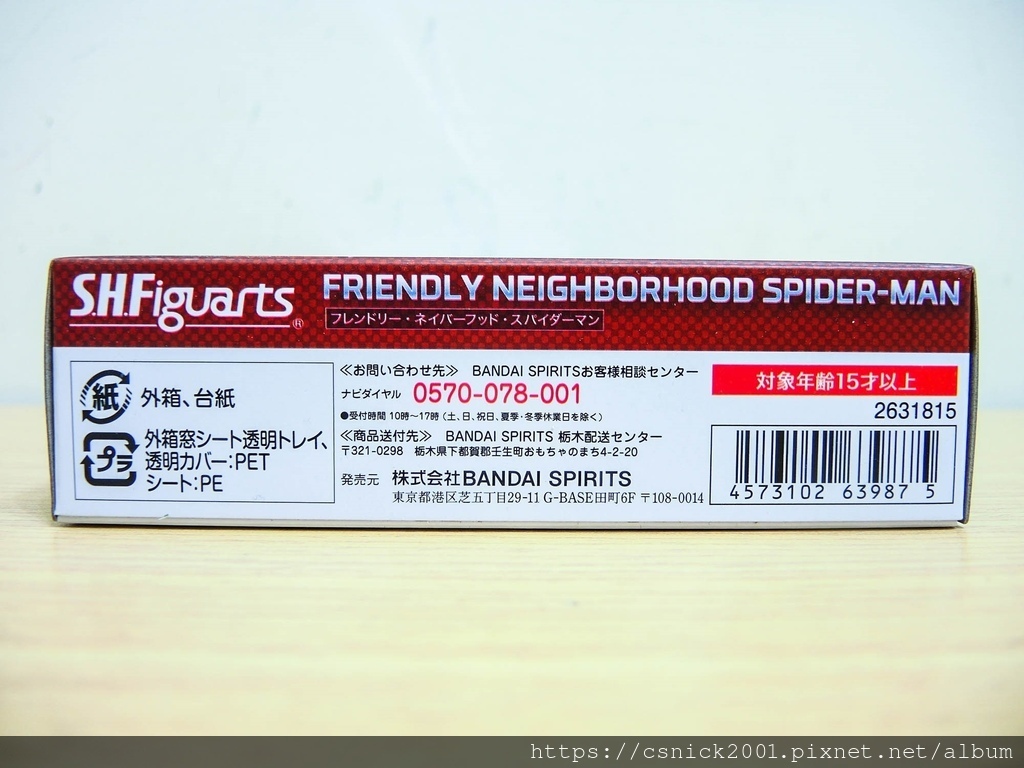 S.H.Figuarts®
FRIENDLY NEIGHBORHOOD SPIDER-MAN
フレンドリー・ネイバーフッド・スパイダーマン
紙
外箱、台紙
プラ
外箱窓シート透明トレイ、
透明カバー:PET
シート:PE
≪お問い合わせ先≫ BANDAI SPIRITSお客様相談センター
ナビダイヤル 0570-078-001
●受付時間 10時〜17時(土、日、祝日、夏季・冬季休業日を除く)
≪商品送付先≫ BANDAI SPIRITS 栃木配送センター
〒321-0298 栃木県下都賀郡壬生町おもちゃのまち4-2-20
発売元 株式会社BANDAI SPIRITS
東京都港区芝五丁目29-11 G-BASE田町6F 〒108-0014
対象年齢15才以上
2631815
4573102 63987 5
https://csnick2001.pixnet.net/album